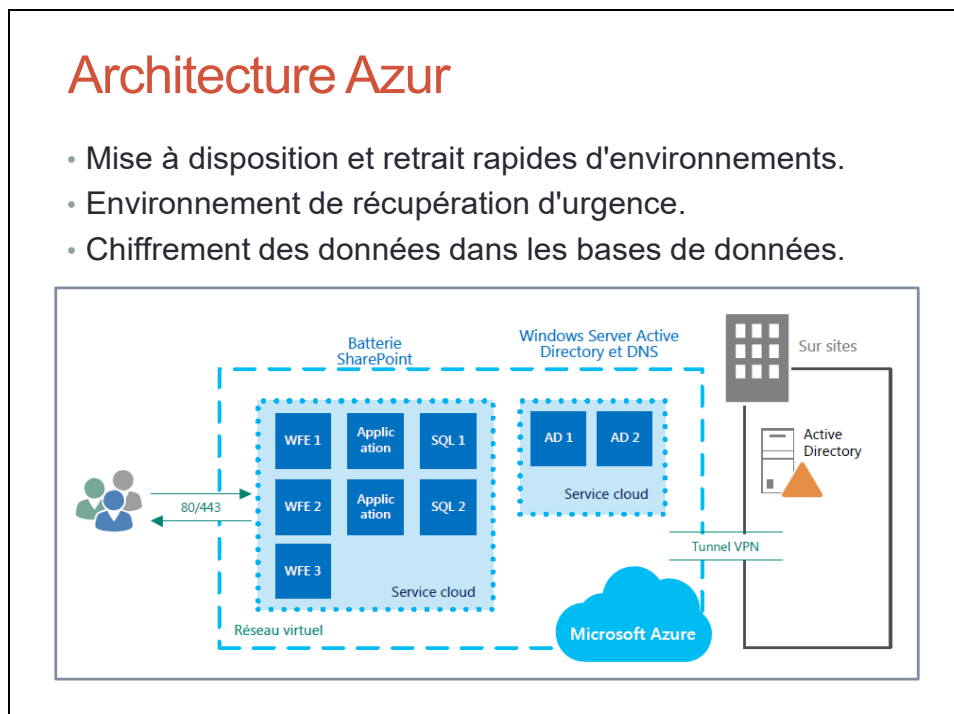 Architecture Azur
• Mise à disposition et retrait rapides d'environnements.
• Environnement de récupération d'urgence.
• Chiffrement des données dans les bases de données.
Batterie
SharePoint
Windows Server Active
Directory et DNS
Sur sites
WFE 1
Applic
ation
SQL 1
AD 1
AD 2
Active
Directory
80/443
WFE 2
Applic
ation
SQL 2
Service cloud
Tunnel VPN
WFE 3
Service cloud
Réseau virtuel
Microsoft Azure